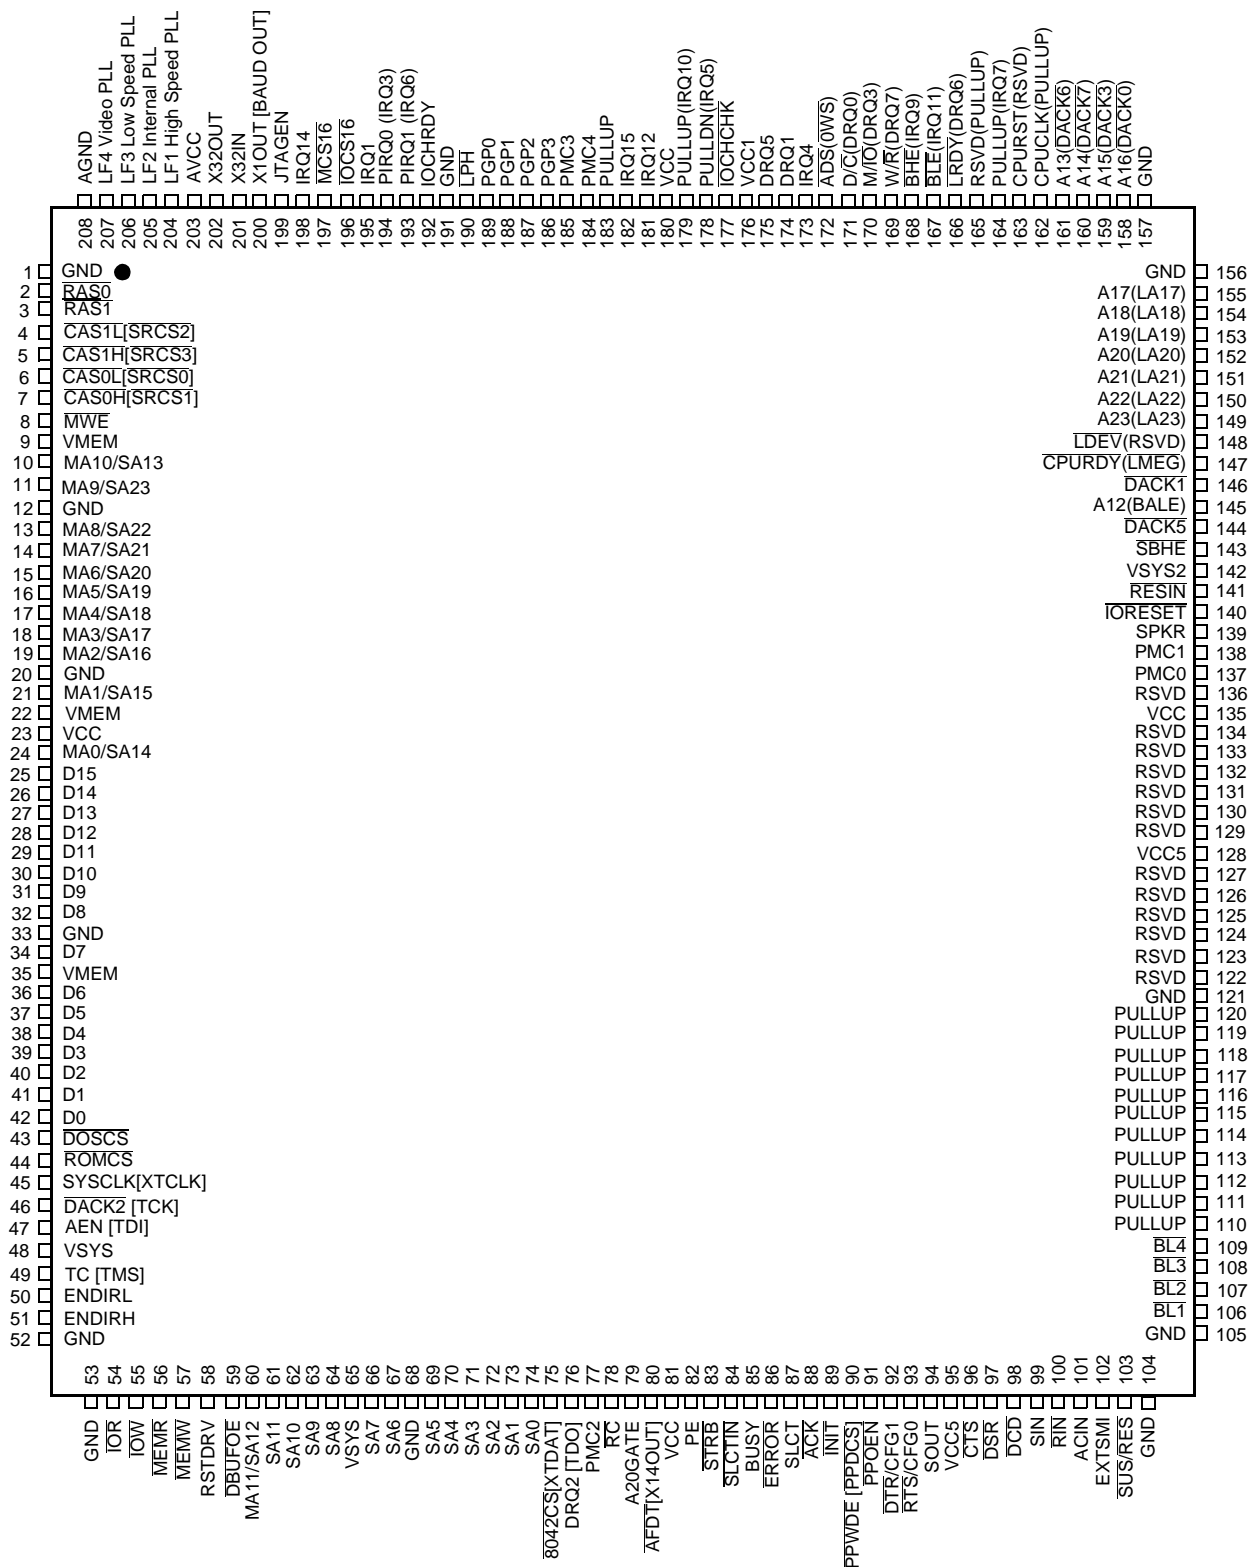 AGND
LF4 Video PLL
LF3 Low Speed PLL
LF2 Internal PLL
LF1 High Speed PLL
AVCC
X32OUT
X32IN
X1OUT [BAUD OUT]
JTAGEN
IRQ14
MCS16
IOCS16
IRQ1
PIRQ0 (IRQ3)
PIRQ1 (IRQ6)
IOCHRDY
GND
LPH
PGP0
PGP1
PGP2
PGP3
PMC3
PMC4
PULLUP
IRQ15
IRQ12
VCC
PULLUP(IRQ10)
PULLDN(IRQ5)
IOCHCHK
VCC1
DRQ5
DRQ1
IRQ4
ADS(0WS)
D/C(DRQ0)
M/IO(DRQ3)
W/R(DRQ7)
BHE(IRQ9)
BLE(IRQ11)
LRDY(DRQ6)
RSVD(PULLUP)
PULLUP(IRQ7)
CPURST(RSVD)
CPUCLK(PULLUP)
A13(DACK6)
A14(DACK7)
A15(DACK3)
A16(DACK0)
GND
208
207
206
205
204
203
202
201
200
199
198
197
196
195
194
193
192
191
190
189
188
187
186
185
184
183
182
181
180
179
178
177
176
175
174
173
172
171
170
169
168
167
166
165
164
163
162
161
160
159
158
157
1 GND
2 RAS0
3 RAS1
4 CAS1L[SRCS2]
5 CAS1H[SRCS3]
6 CAS0L[SRCS0]
7 CAS0H[SRCS1]
8 MWE
9 VMEM
10 MA10/SA13
11 MA9/SA23
12 GND
13 MA8/SA22
14 MA7/SA21
15 MA6/SA20
16 MA5/SA19
17 MA4/SA18
18 MA3/SA17
19 MA2/SA16
20 GND
21 MA1/SA15
22 VMEM
23 VCC
24 MA0/SA14
25 D15
26 D14
27 D13
28 D12
29 D11
30 D10
31 D9
32 D8
33 GND
34 D7
35 VMEM
36 D6
37 D5
38 D4
39 D3
40 D2
41 D1
42 D0
43 DOSCS
44 ROMCS
45 SYSCLK[XTCLK]
46 DACK2 [TCK]
47 AEN [TDI]
48 VSYS
49 TC [TMS]
50 ENDIRL
51 ENDIRH
52 GND
GND 156
A17(LA17) 155
A18(LA18) 154
A19(LA19) 153
A20(LA20) 152
A21(LA21) 151
A22(LA22) 150
A23(LA23) 149
LDEV(RSVD) 148
CPURDY(LMEG) 147
DACK1 146
A12(BALE) 145
DACK5 144
SBHE 143
VSYS2 142
RESIN 141
IORESET 140
SPKR 139
PMC1 138
PMC0 137
RSVD 136
VCC 135
RSVD 134
RSVD 133
RSVD 132
RSVD 131
RSVD 130
RSVD 129
VCC5 128
RSVD 127
RSVD 126
RSVD 125
RSVD 124
RSVD 123
RSVD 122
GND 121
PULLUP 120
PULLUP 119
PULLUP 118
PULLUP 117
PULLUP 116
PULLUP 115
PULLUP 114
PULLUP 113
PULLUP 112
PULLUP 111
PULLUP 110
BL4 109
BL3 108
BL2 107
BL1 106
GND 105
53
54
55
56
57
58
59
60
61
62
63
64
65
66
67
68
69
70
71
72
73
74
75
76
77
78
79
80
81
82
83
84
85
86
87
88
89
90
91
92
93
94
95
96
97
98
99
100
101
102
103
104
GND
IOR
IOW
MEMR
MEMW
RSTDRV
DBUFOE
MA11/SA12
SA11
SA10
SA9
SA8
VSYS
SA7
SA6
GND
SA5
SA4
SA3
SA2
SA1
SA0
8042CS[XTDAT]
DRQ2 [TDO]
PMC2
RC
A20GATE
AFDT[X14OUT]
VCC
PE
STRB
SLCTIN
BUSY
ERROR
SLCT
ACK
INIT
PPWDE [PPDCS]
PPOEN
DTR/CFG1
RTS/CFG0
SOUT
VCC5
CTS
DSR
DCD
SIN
RIN
ACIN
EXTSMI
SUS/RES
GND